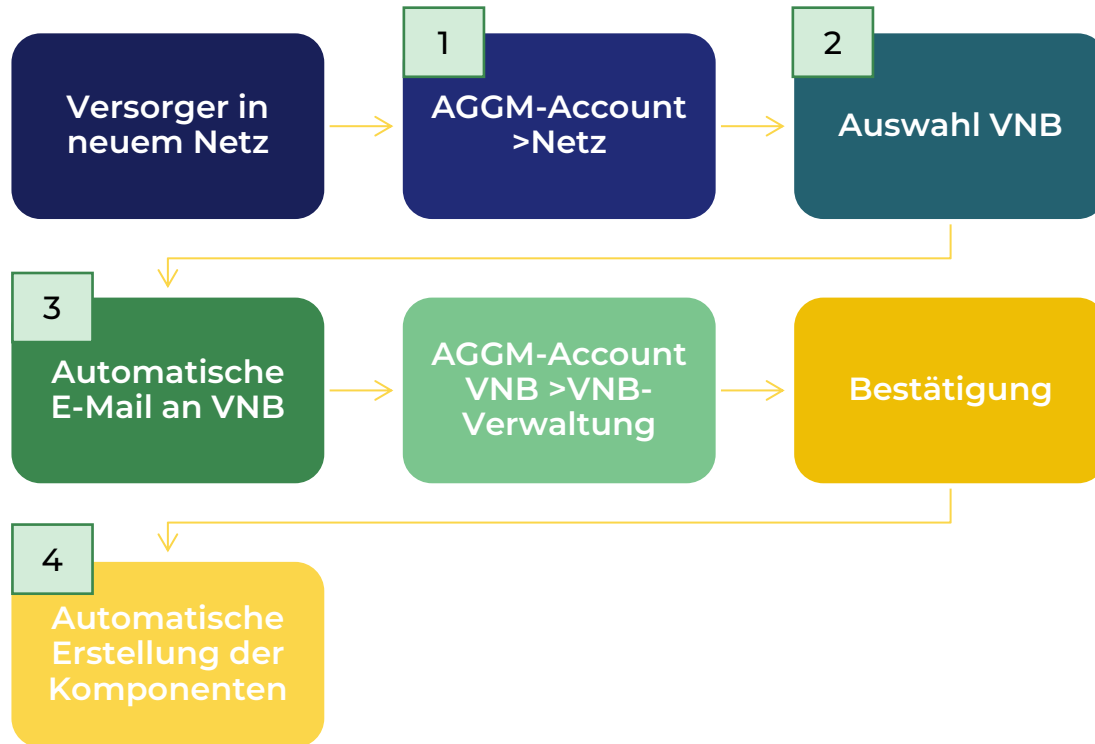 1
2
Versorger in
neuem Netz
AGGM-Account
>Netz
Auswahl VNB
3
Automatische
E-Mail an VNB
AGGM-Account
VNB >VNB-
Verwaltung
Bestätigung
4
Automatische
Erstellung der
Komponenten